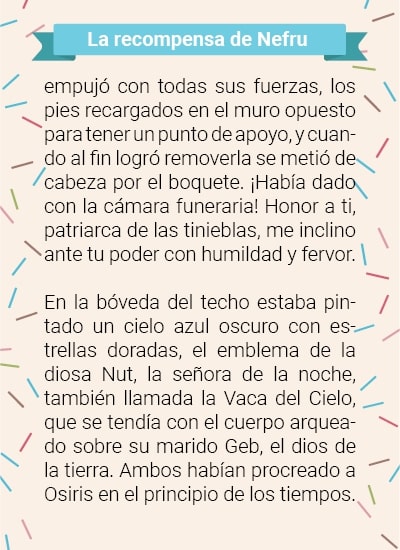 La recompensa de Nefru
empujó con todas sus fuerzas, los
pies recargados en el muro opuesto
para tener un punto de apoyo, y cuan-
do al fin logró removerla se metió de
cabeza por el boquete. ¡Había dado
con la cámara funeraria! Honor a ti,
patriarca de las tinieblas, me inclino
ante tu poder con humildad y fervor.
En la bóveda del techo estaba pin-
tado un cielo azul oscuro con es-
trellas doradas, el emblema de la
diosa Nut, la señora de la noche,
también llamada la Vaca del Cielo,
que se tendía con el cuerpo arquea-
do sobre su marido Geb, el dios de
la tierra. Ambos habían procreado a
Osiris en el principio de los tiempos.